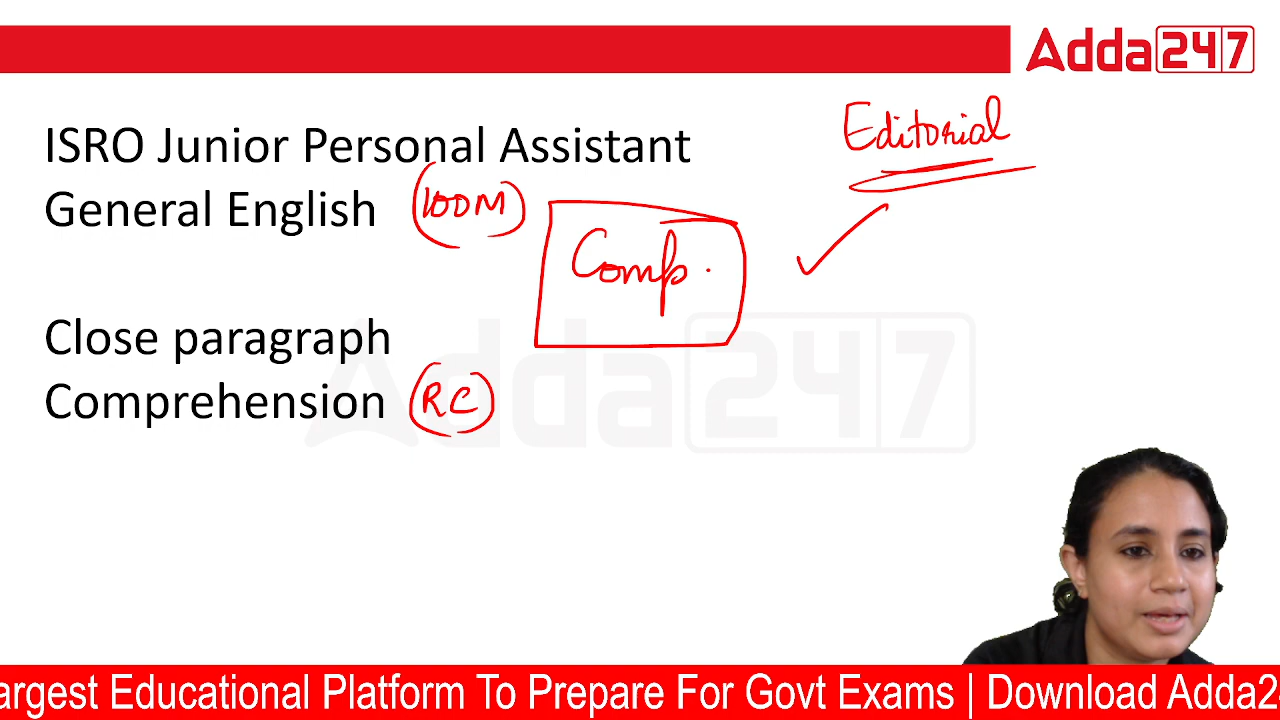 Adda247
Editorial
ISRO Junior Personal Assistant
General English (100M)
Comp.
Close paragraph
Comprehension (RC)
Adda247
argest Educational Platform To Prepare For Govt Exams | Download Adda2